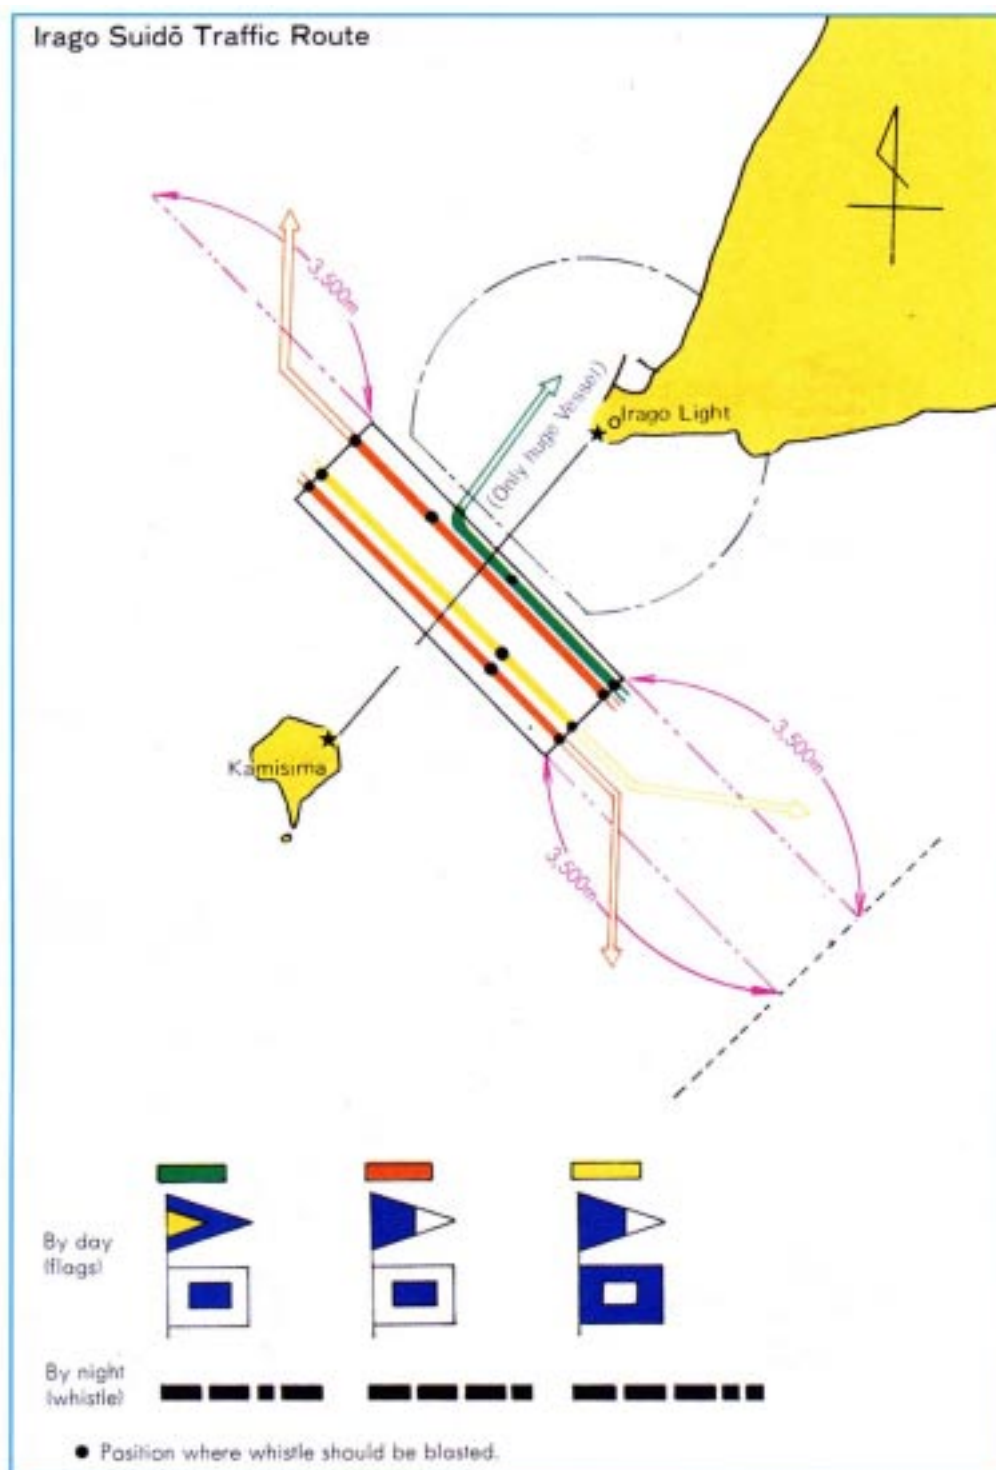 Irago Suidō Traffic Route
3,500m
(Only huge Vessel)
Irago Light
Kamisima
3,500m
3,500m
By day
(flags)
By night
(whistle)
● Position where whistle should be blasted.